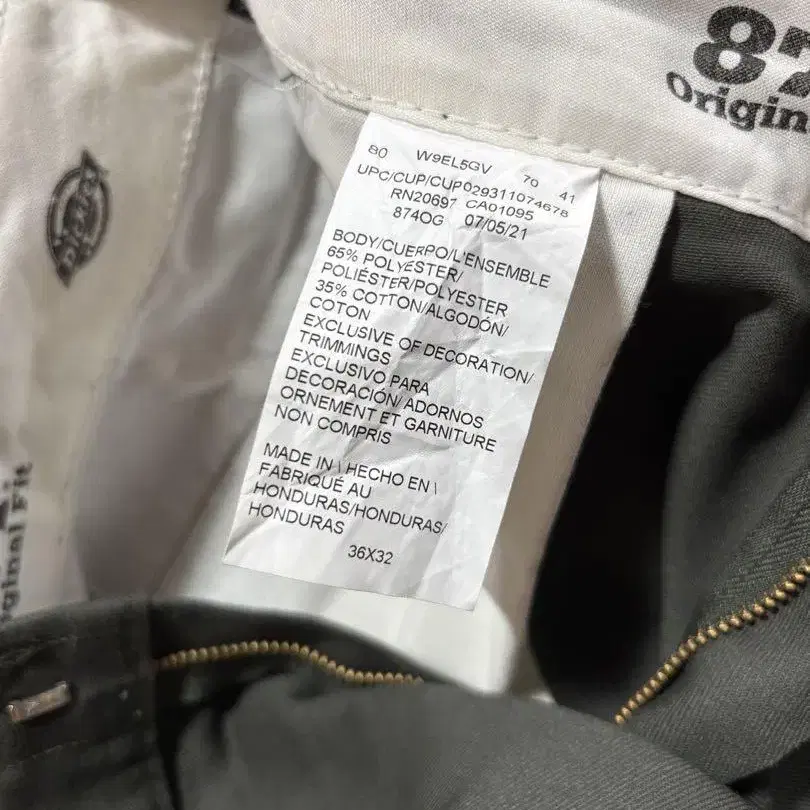 87
Origin
Dickies
80 W9EL5GV 70 41
UPC/CUP/CUP029311074678
RN20697 CA01095
874OG 07/05/21
BODY/CUERPO/L'ENSEMBLE
65% POLYESTER/
POLIÉSTER/POLYESTER
35% COTTON/ALGODÓN/
COTON
EXCLUSIVE OF DECORATION/
TRIMMINGS
EXCLUSIVO PARA
DECORACIÓN/ADORNOS
ORNEMENT ET GARNITURE
NON COMPRIS
MADE IN \ HECHO EN \
FABRIQUÉ AU
HONDURAS/HONDURAS/
HONDURAS
36X32
ginal Fit